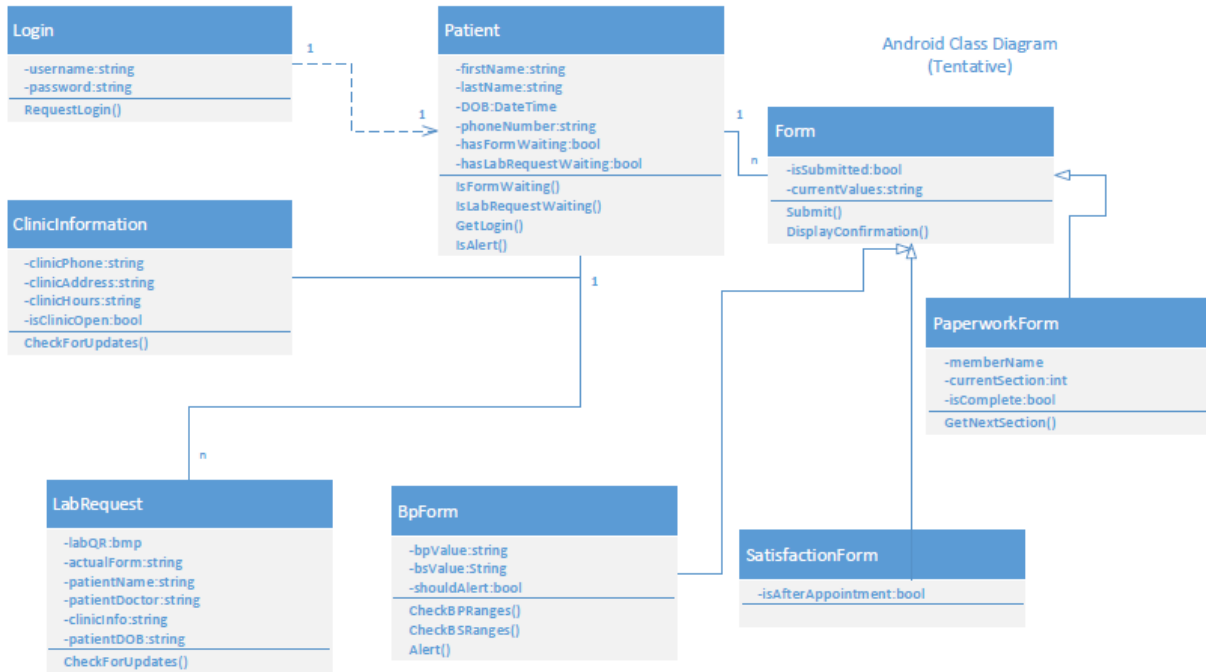 Login
-username:string
-password:string
RequestLogin()
1
1
Patient
-firstName:string
-lastName:string
-DOB:DateTime
-phoneNumber:string
-hasFormWaiting:bool
-hasLabRequestWaiting:bool
IsFormWaiting()
IsLabRequestWaiting()
GetLogin()
IsAlert()
Android Class Diagram
(Tentative)
1
n
Form
-isSubmitted:bool
-currentValues:string
Submit()
DisplayConfirmation()
ClinicInformation
-clinicPhone:string
-clinicAddress:string
-clinicHours:string
-isClinicOpen:bool
CheckForUpdates()
1
n
PaperworkForm
-memberName
-currentSection:int
-isComplete:bool
GetNextSection()
LabRequest
-labQR:bmp
-actualForm:string
-patientName:string
-patientDoctor:string
-clinicInfo:string
-patientDOB:string
CheckForUpdates()
BpForm
-bpValue:string
-bsValue:String
-shouldAlert:bool
CheckBPRanges()
CheckBSRanges()
Alert()
SatisfactionForm
-isAfterAppointment:bool